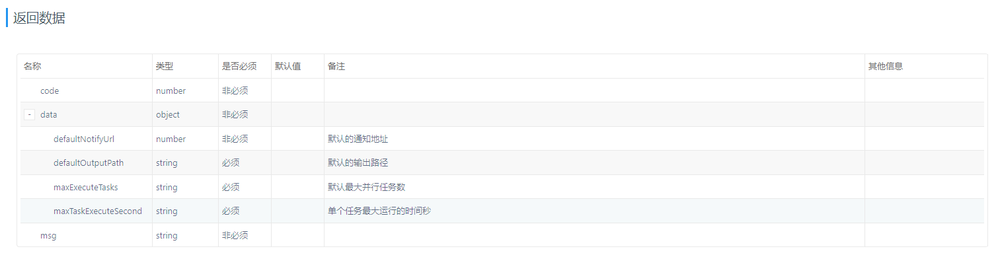 返回数据
名称 类型 是否必须 默认值 备注 其他信息
code number 非必须
- data object 非必须
defaultNotifyUrl number 非必须 默认的通知地址
defaultOutputPath string 必须 默认的输出路径
maxExecuteTasks string 必须 默认最大并行任务数
maxTaskExecuteSecond string 必须 单个任务最大运行的时间秒
msg string 非必须